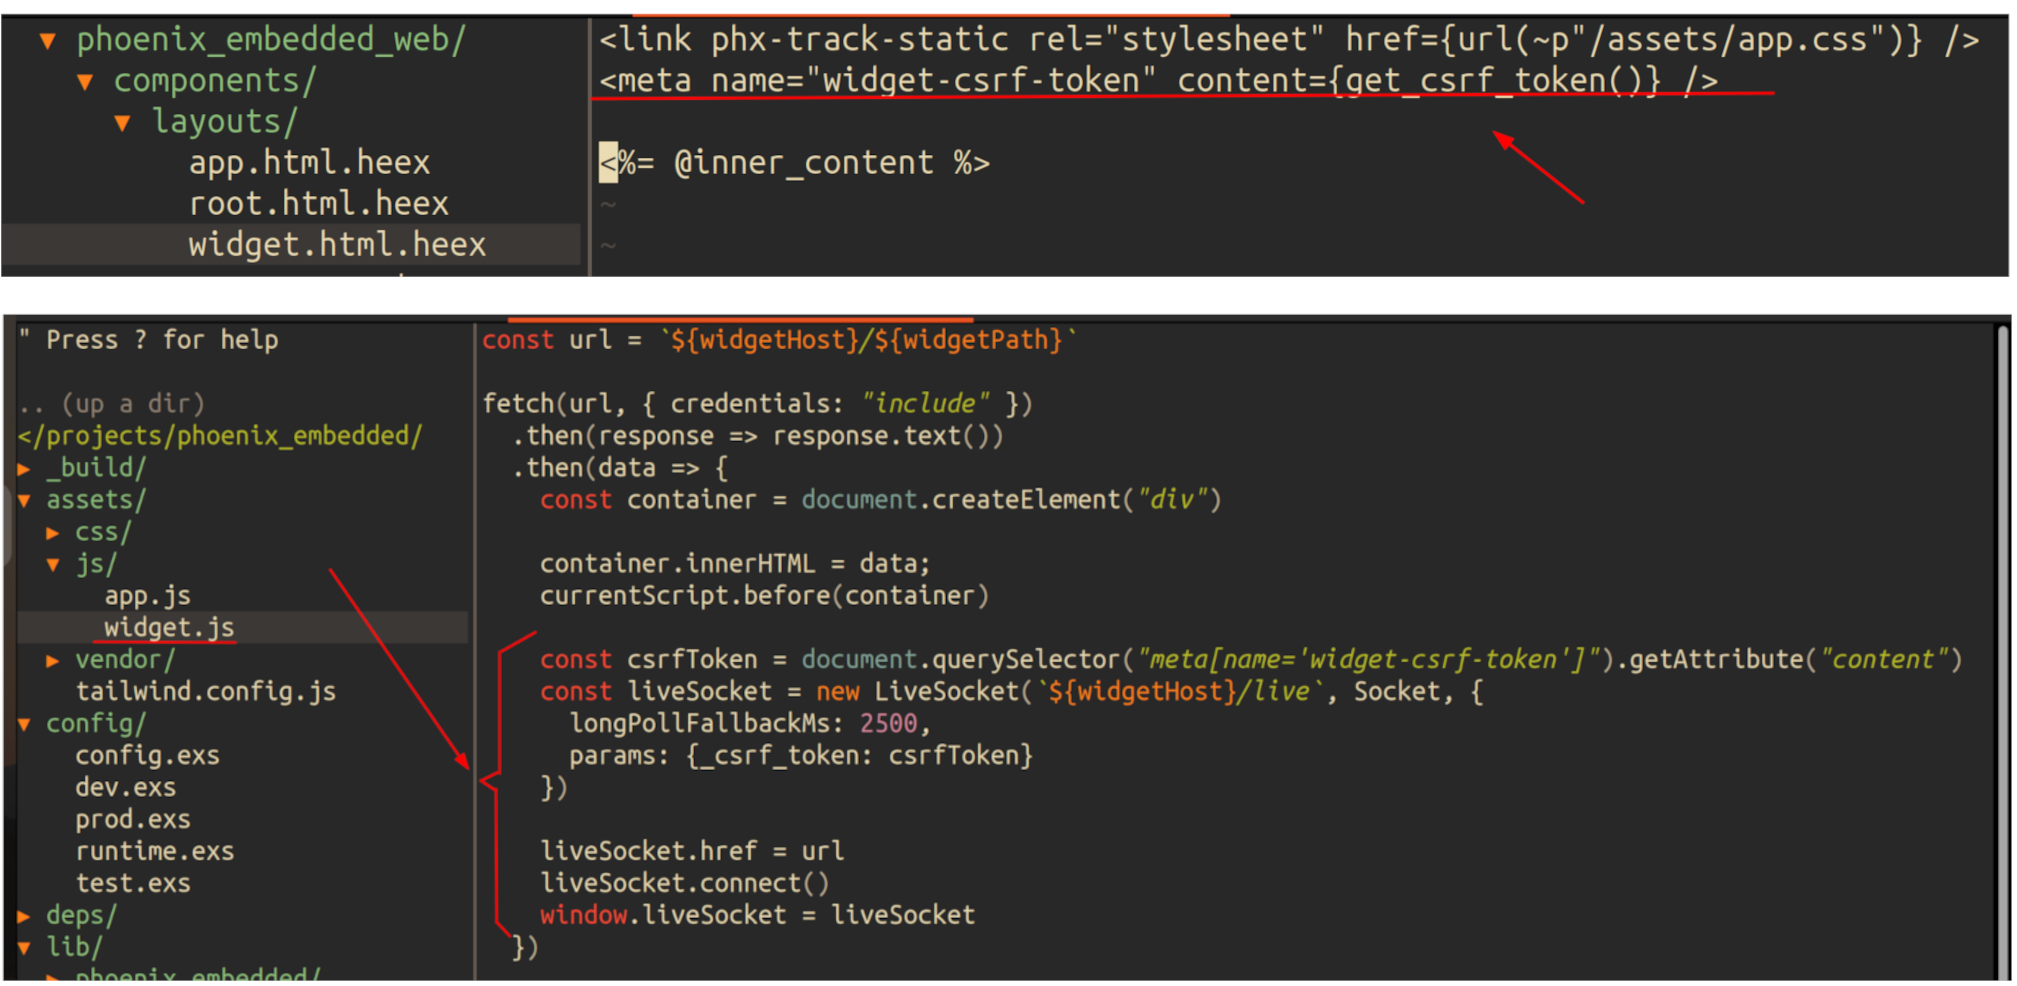 phoenix_embedded_web/
components/
layouts/
app.html.heex
root.html.heex
widget.html.heex
<link phx-track-static rel="stylesheet" href={url(~p"/assets/app.css")} />
<meta name="widget-csrf-token" content={get_csrf_token()} />
<%= @inner_content %>
~
~
" Press ? for help
.. (up a dir)
</projects/phoenix_embedded/
_build/
assets/
css/
js/
app.js
widget.js
vendor/
tailwind.config.js
config/
config.exs
dev.exs
prod.exs
runtime.exs
test.exs
deps/
lib/
phoenix_embedded/
const url = `${widgetHost}/${widgetPath}`
fetch(url, { credentials: "include" })
.then(response => response.text())
.then(data => {
const container = document.createElement("div")
container.innerHTML = data;
currentScript.before(container)
const csrfToken = document.querySelector("meta[name='widget-csrf-token']").getAttribute("content")
const liveSocket = new LiveSocket(`${widgetHost}/live`, Socket, {
longPollFallbackMs: 2500,
params: {_csrf_token: csrfToken}
})
liveSocket.href = url
liveSocket.connect()
window.liveSocket = liveSocket
})